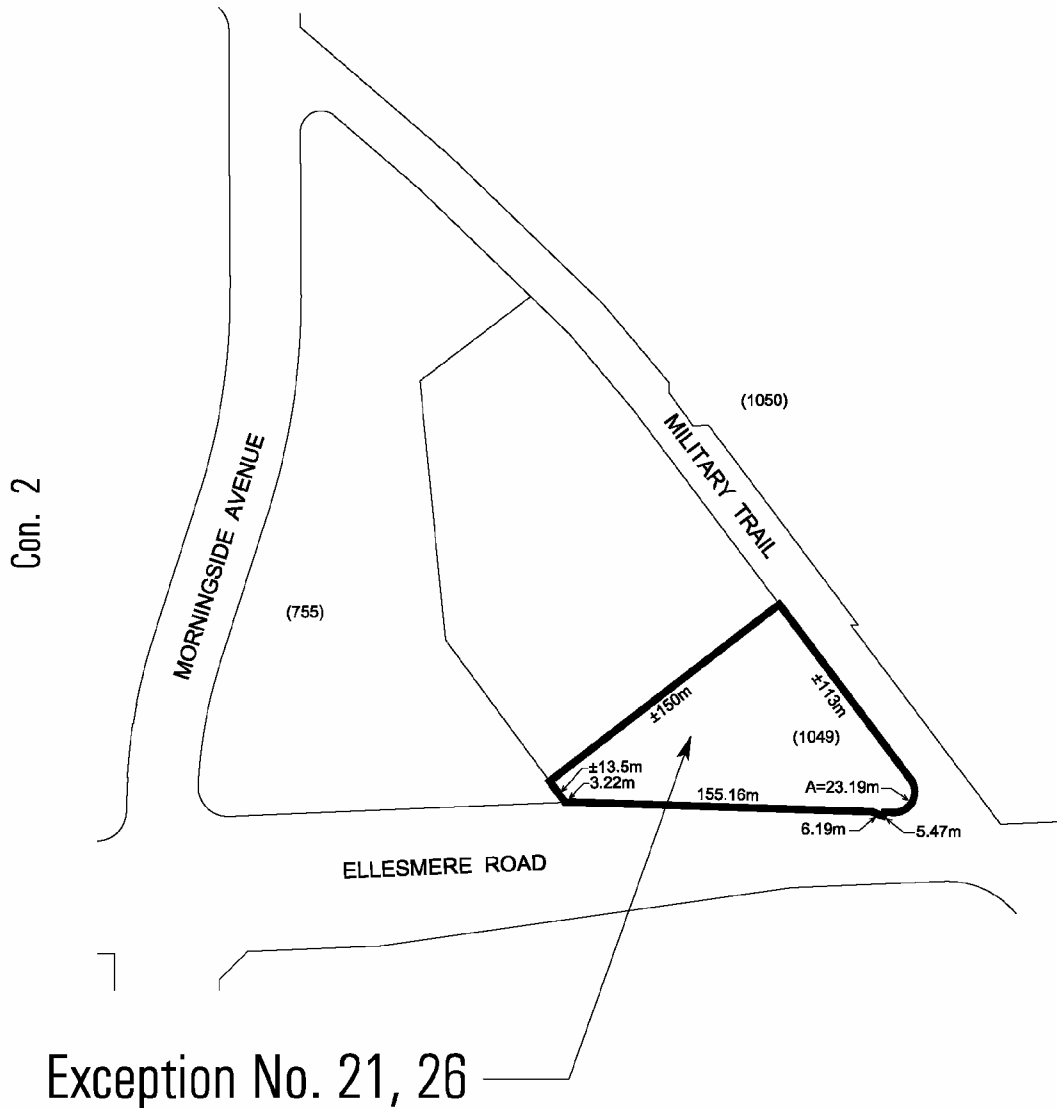 (1050)
MILITARY TRAIL
Con. 2
MORNINGSIDE AVENUE
(755)
±150m
±113m
(1049)
±13.5m
3.22m
155.16m
A=23.19m
6.19m
5.47m
ELLESMERE ROAD
Exception No. 21, 26